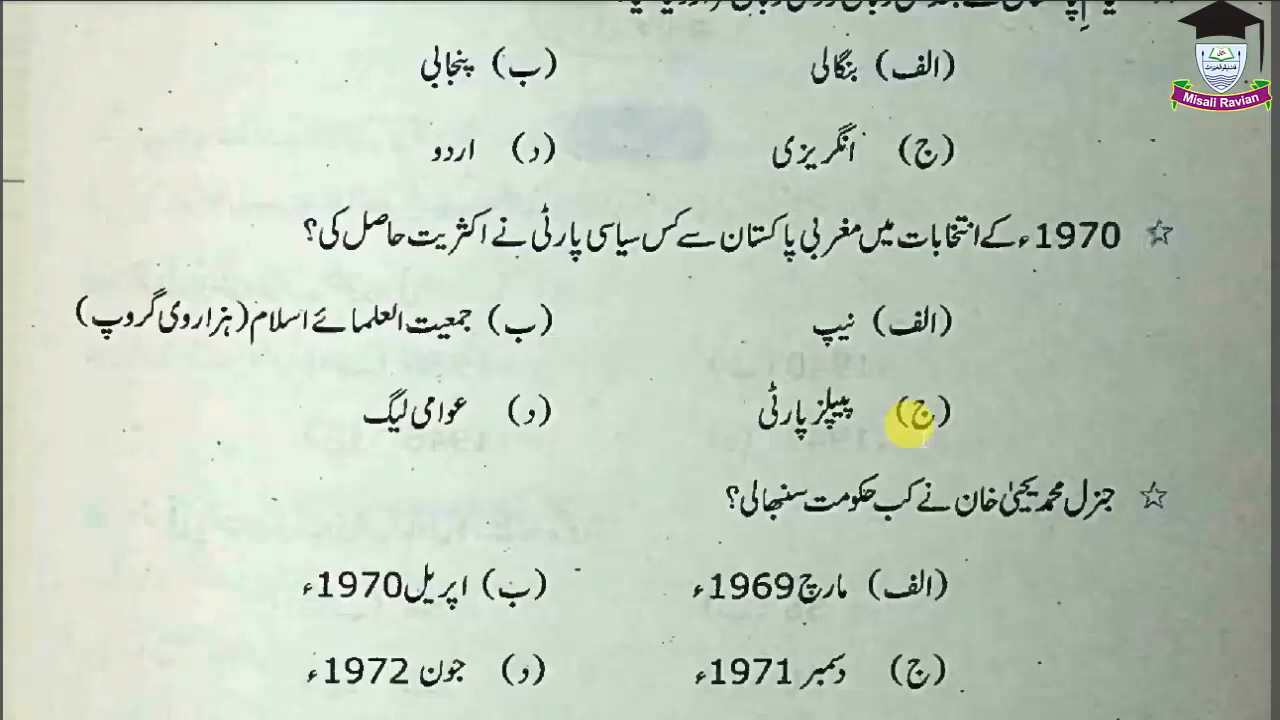 (الف) بنگالی (ب) پنجابی
(ج) انگریزی (د) اردو
☆ 1970ء کے انتخابات میں مغربی پاکستان سے کس سیاسی پارٹی نے اکثریت حاصل کی؟
(الف) نیپ (ب) جمعیت العلمائے اسلام (ہزاروی گروپ)
(ج) پیپلز پارٹی (د) عوامی لیگ
☆ جنرل محمد یحییٰ خان نے کب حکومت سنبھالی؟
(الف) مارچ 1969ء (ب) اپریل 1970ء
(ج) دسمبر 1971ء (د) جون 1972ء
Misali Ravian